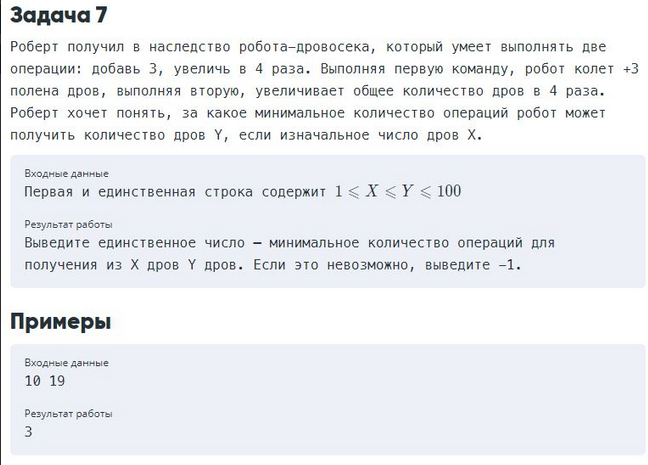 Задача 7
Роберт получил в наследство робота-дровосека, который умеет выполнять две
операции: добавь 3, увеличь в 4 раза. Выполняя первую команду, робот колет +3
полена дров, выполняя вторую, увеличивает общее количество дров в 4 раза.
Роберт хочет понять, за какое минимальное количество операций робот может
получить количество дров Y, если изначальное число дров X.
Входные данные
Первая и единственная строка содержит 1 ⩽ X ⩽ Y ⩽ 100
Результат работы
Выведите единственное число — минимальное количество операций для
получения из X дров Y дров. Если это невозможно, выведите -1.
Примеры
Входные данные
10 19
Результат работы
3